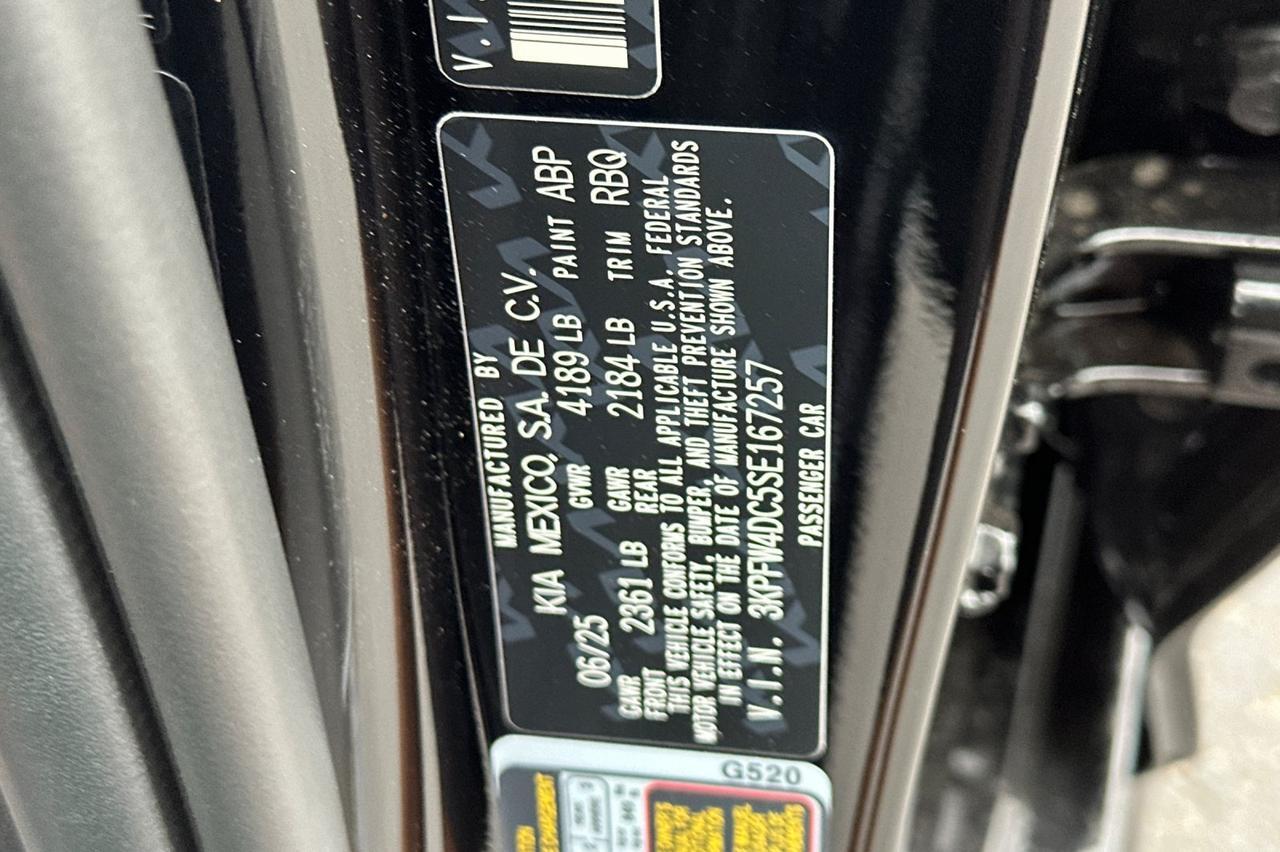 V.I
MANUFACTURED BY
KIA MEXICO, S.A. DE C.V.
06/25 GVWR 4189 LB PAINT ABP
GAWR FRONT 2361 LB GAWR REAR 2184 LB TRIM RBQ
THIS VEHICLE CONFORMS TO ALL APPLICABLE U.S.A. FEDERAL
MOTOR VEHICLE SAFETY, BUMPER, AND THEFT PREVENTION STANDARDS
IN EFFECT ON THE DATE OF MANUFACTURE SHOWN ABOVE.
V.I.N. 3KPFW4DC5SE167257
PASSENGER CAR
G520